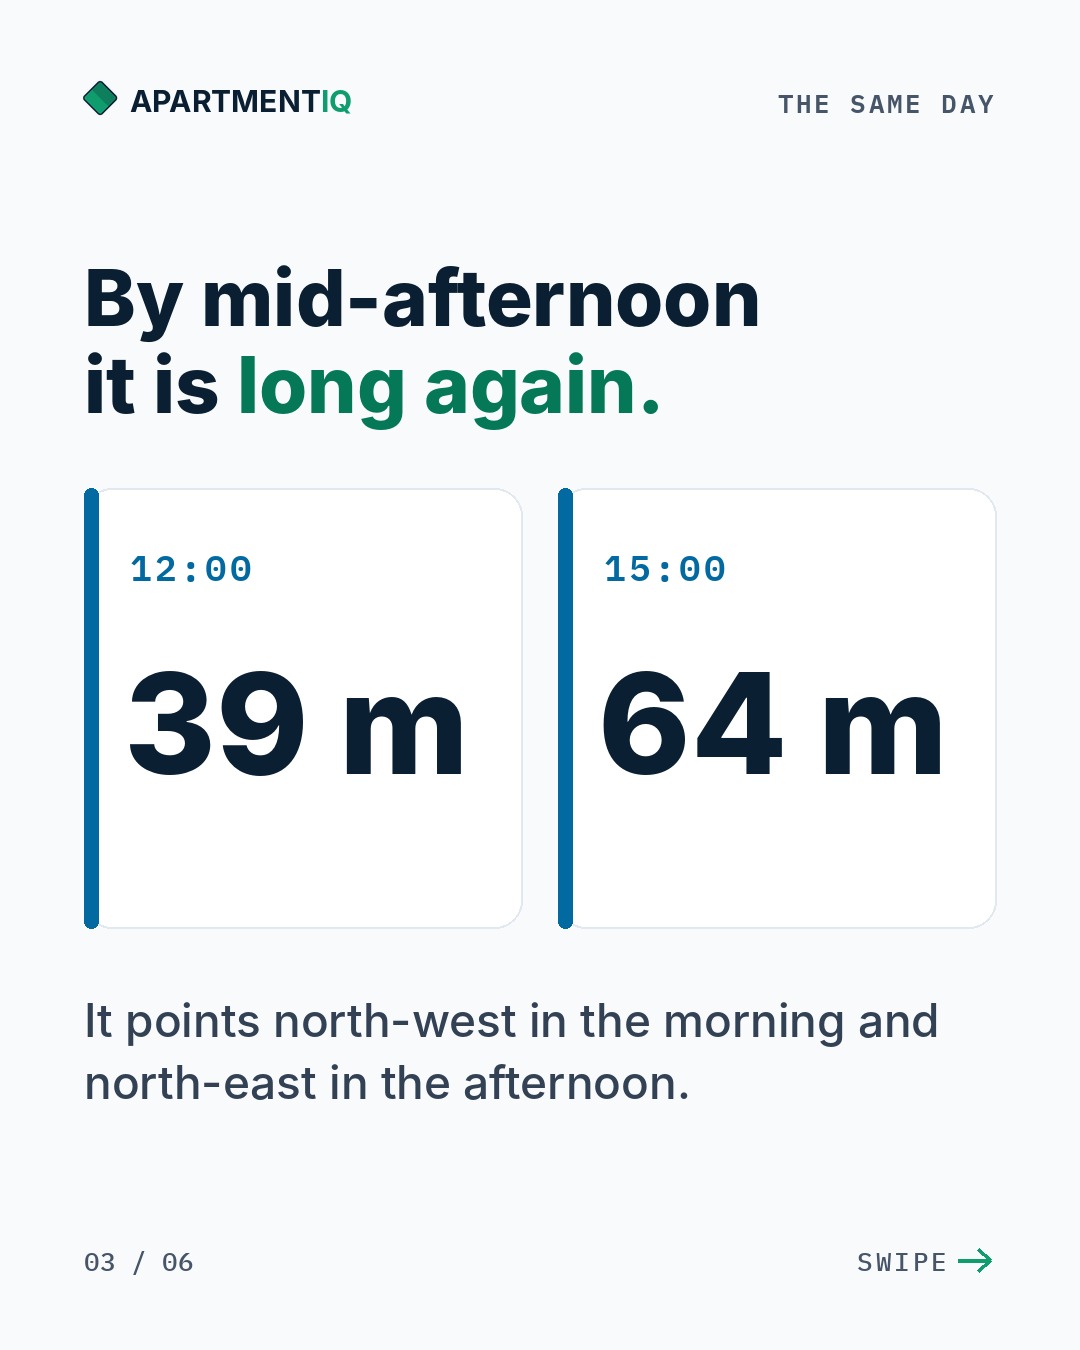 APARTMENTIQ
THE SAME DAY
By mid-afternoon
it is long again.
12:00
39 m
15:00
64 m
It points north-west in the morning and
north-east in the afternoon.
03 / 06
SWIPE